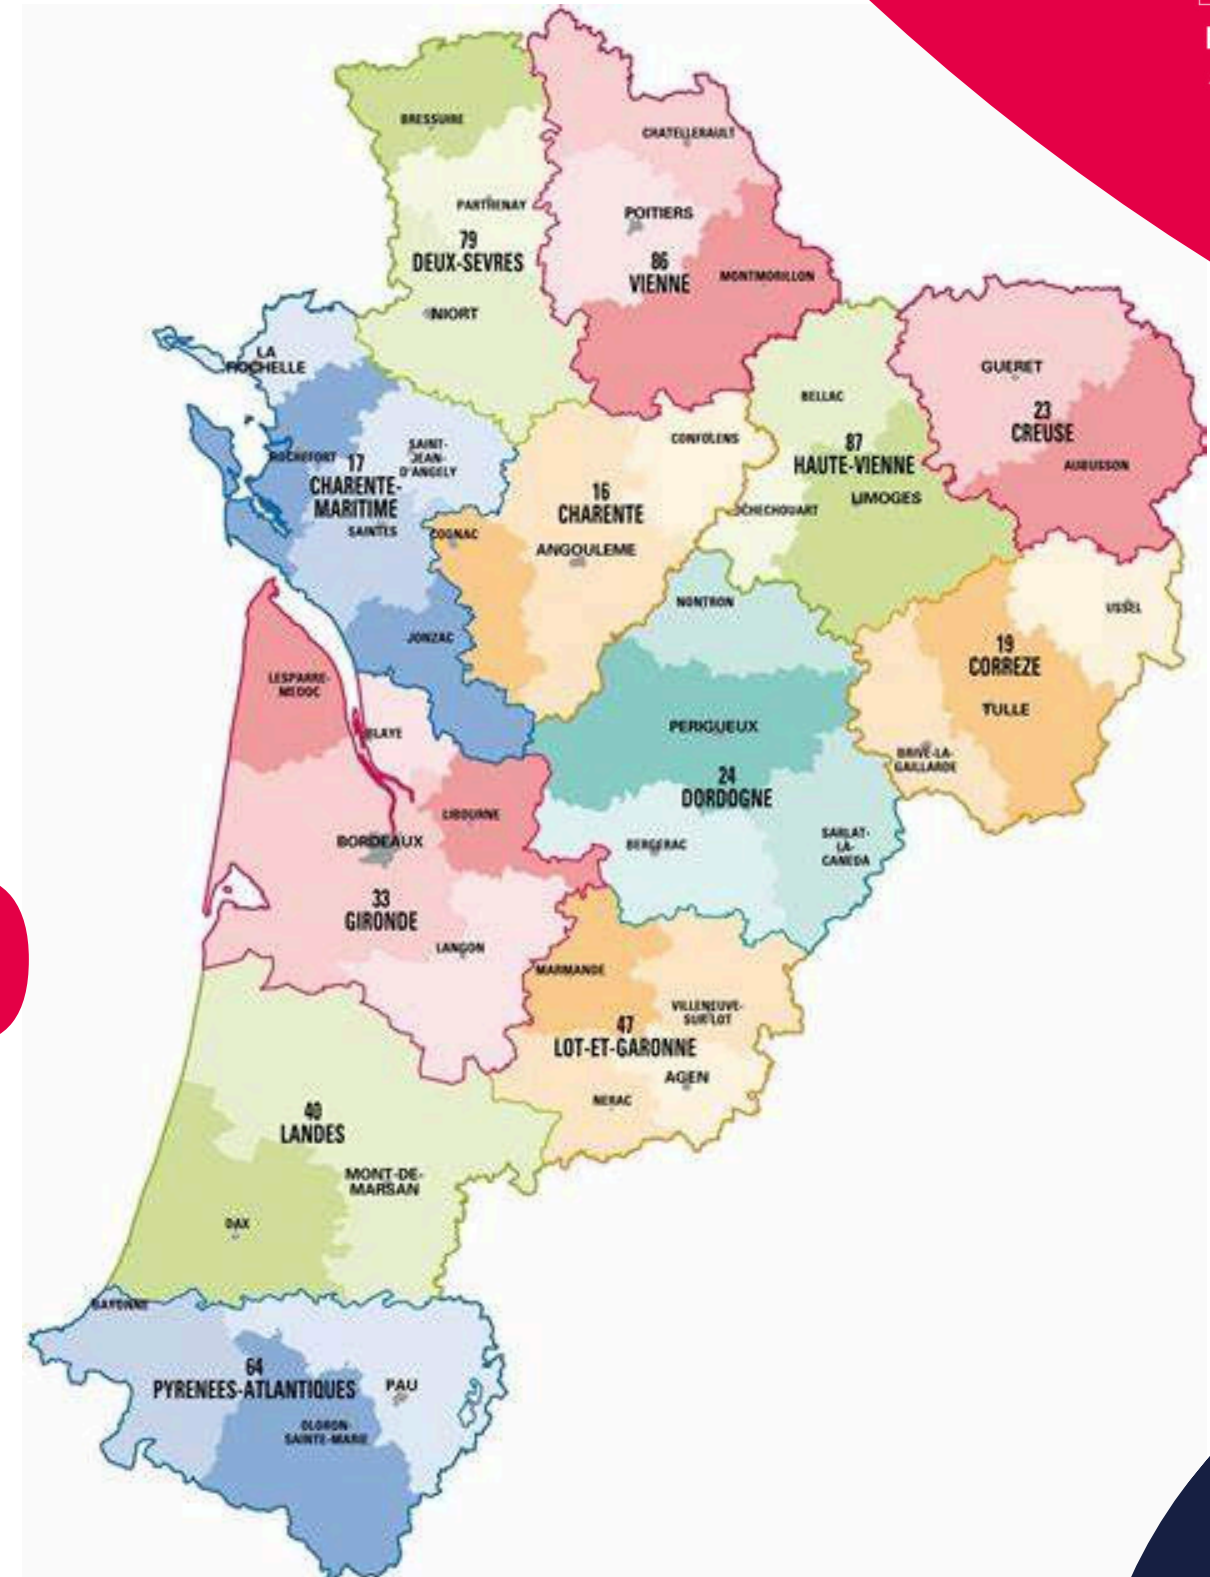 BRESSUIRE
CHATELLERAULT
PARTHENAY
POITIERS
79
DEUX-SEVRES
86
VIENNE
MONTMORILLON
NIORT
LA
ROCHELLE
GUERET
BELLAC
23
CREUSE
CONFOLENS
87
HAUTE-VIENNE
SAINT-
JEAN-
D'ANGELY
ROCHEFORT
17
CHARENTE-
MARITIME
SAINTES
AUBUSSON
16
CHARENTE
LIMOGES
OCHECHOUART
COGNAC
ANGOULEME
NONTRON
USSEL
JONZAC
19
CORREZE
LESPARRE-
MEDOC
TULLE
BLAYE
PERIGUEUX
BRIVE-LA-
GAILLARDE
24
DORDOGNE
LIBOURNE
BORDEAUX
BERGERAC
SARLAT-
LA-
CANEDA
33
GIRONDE
LANGON
MARMANDE
VILLENEUVE-
SUR-LOT
47
LOT-ET-GARONNE
AGEN
NERAC
40
LANDES
MONT-DE-
MARSAN
DAX
BAYONNE
64
PYRENEES-ATLANTIQUES
PAU
OLORON-
SAINTE-MARIE